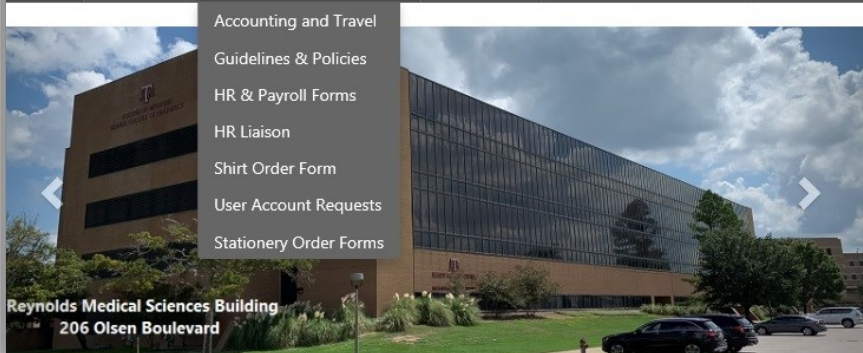 Accounting and Travel
Guidelines & Policies
HR & Payroll Forms
HR Liaison
Shirt Order Form
User Account Requests
Stationery Order Forms
Reynolds Medical Sciences Building
206 Olsen Boulevard